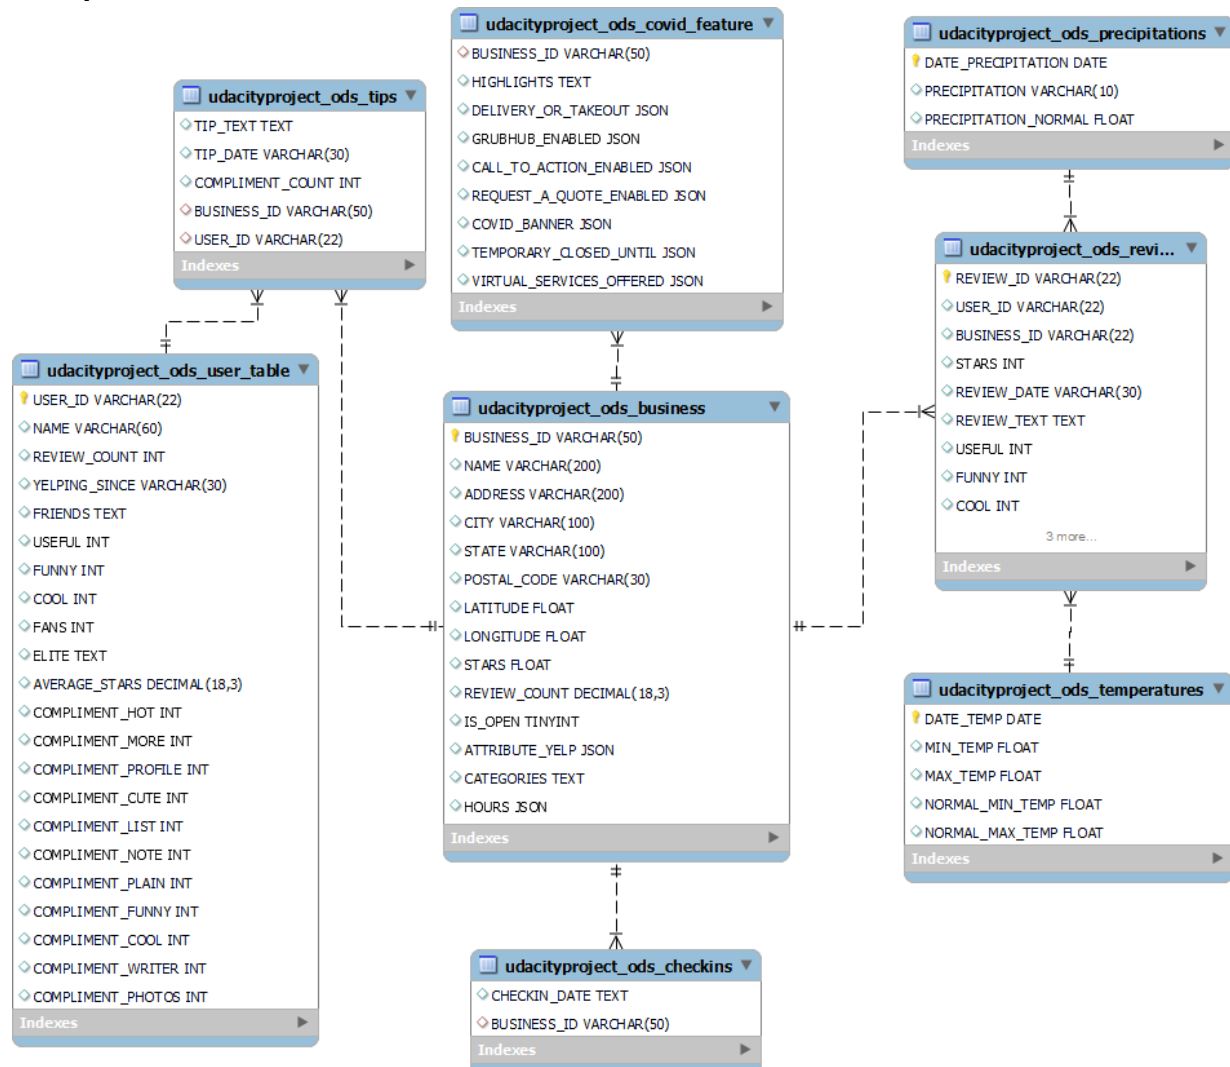 udacityproject_ods_tips
TIP_TEXT TEXT
TIP_DATE VARCHAR(30)
COMPLIMENT_COUNT INT
BUSINESS_ID VARCHAR(50)
USER_ID VARCHAR(22)
Indexes
udacityproject_ods_covid_feature
BUSINESS_ID VARCHAR(50)
HIGHLIGHTS TEXT
DELIVERY_OR_TAKEOUT JSON
GRUBHUB_ENABLED JSON
CALL_TO_ACTION_ENABLED JSON
REQUEST_A_QUOTE_ENABLED JSON
COVID_BANNER JSON
TEMPORARY_CLOSED_UNTIL JSON
VIRTUAL_SERVICES_OFFERED JSON
Indexes
udacityproject_ods_precipitations
DATE_PRECIPITATION DATE
PRECIPITATION VARCHAR(10)
PRECIPITATION_NORMAL FLOAT
Indexes
udacityproject_ods_user_table
USER_ID VARCHAR(22)
NAME VARCHAR(60)
REVIEW_COUNT INT
YELPING_SINCE VARCHAR(30)
FRIENDS TEXT
USEFUL INT
FUNNY INT
COOL INT
FANS INT
ELITE TEXT
AVERAGE_STARS DECIMAL(18,3)
COMPLIMENT_HOT INT
COMPLIMENT_MORE INT
COMPLIMENT_PROFILE INT
COMPLIMENT_CUTE INT
COMPLIMENT_LIST INT
COMPLIMENT_NOTE INT
COMPLIMENT_PLAIN INT
COMPLIMENT_FUNNY INT
COMPLIMENT_COOL INT
COMPLIMENT_WRITER INT
COMPLIMENT_PHOTOS INT
Indexes
udacityproject_ods_business
BUSINESS_ID VARCHAR(50)
NAME VARCHAR(200)
ADDRESS VARCHAR(200)
CITY VARCHAR(100)
STATE VARCHAR(100)
POSTAL_CODE VARCHAR(30)
LATITUDE FLOAT
LONGITUDE FLOAT
STARS FLOAT
REVIEW_COUNT DECIMAL(18,3)
IS_OPEN TINYINT
ATTRIBUTE_YELP JSON
CATEGORIES TEXT
HOURS JSON
Indexes
udacityproject_ods_revi...
REVIEW_ID VARCHAR(22)
USER_ID VARCHAR(22)
BUSINESS_ID VARCHAR(22)
STARS INT
REVIEW_DATE VARCHAR(30)
REVIEW_TEXT TEXT
USEFUL INT
FUNNY INT
COOL INT
3 more...
Indexes
udacityproject_ods_temperatures
DATE_TEMP DATE
MIN_TEMP FLOAT
MAX_TEMP FLOAT
NORMAL_MIN_TEMP FLOAT
NORMAL_MAX_TEMP FLOAT
Indexes
udacityproject_ods_checkins
CHECKIN_DATE TEXT
BUSINESS_ID VARCHAR(50)
Indexes